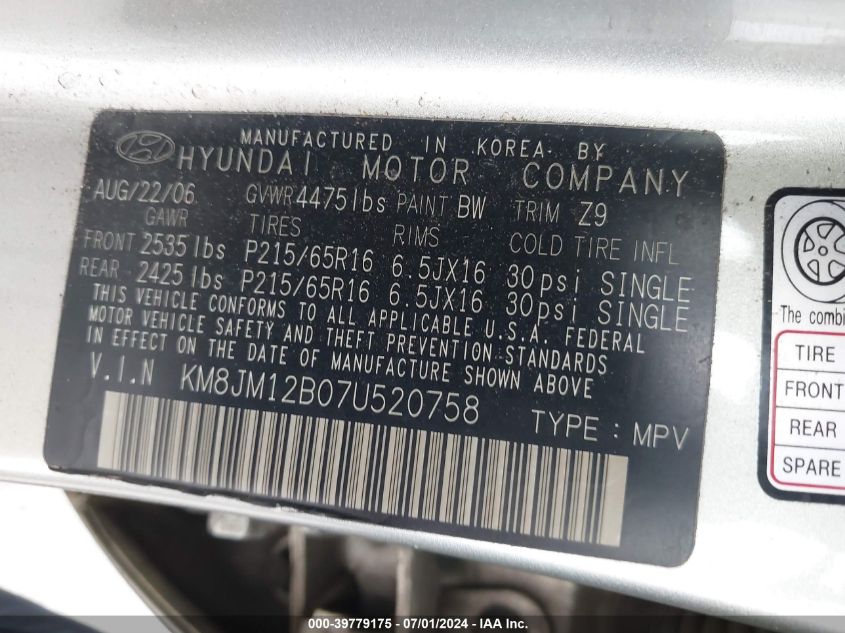 MANUFACTURED IN KOREA BY
HYUNDAI MOTOR COMPANY
AUG/22/06 GVWR 4475lbs PAINT BW TRIM Z9
GAWR TIRES RIMS COLD TIRE INFL
FRONT 2535lbs P215/65R16 6.5JX16 30psi SINGLE
REAR 2425lbs P215/65R16 6.5JX16 30psi SINGLE
THIS VEHICLE CONFORMS TO ALL APPLICABLE U.S.A. FEDERAL
MOTOR VEHICLE SAFETY AND THEFT PREVENTION STANDARDS
IN EFFECT ON THE DATE OF MANUFACTURE SHOWN ABOVE
V.I.N KM8JM12B07U520758 TYPE : MPV
The combi
TIRE
FRONT
REAR
SPARE
000-39779175 / 07/01/2024 / IAA